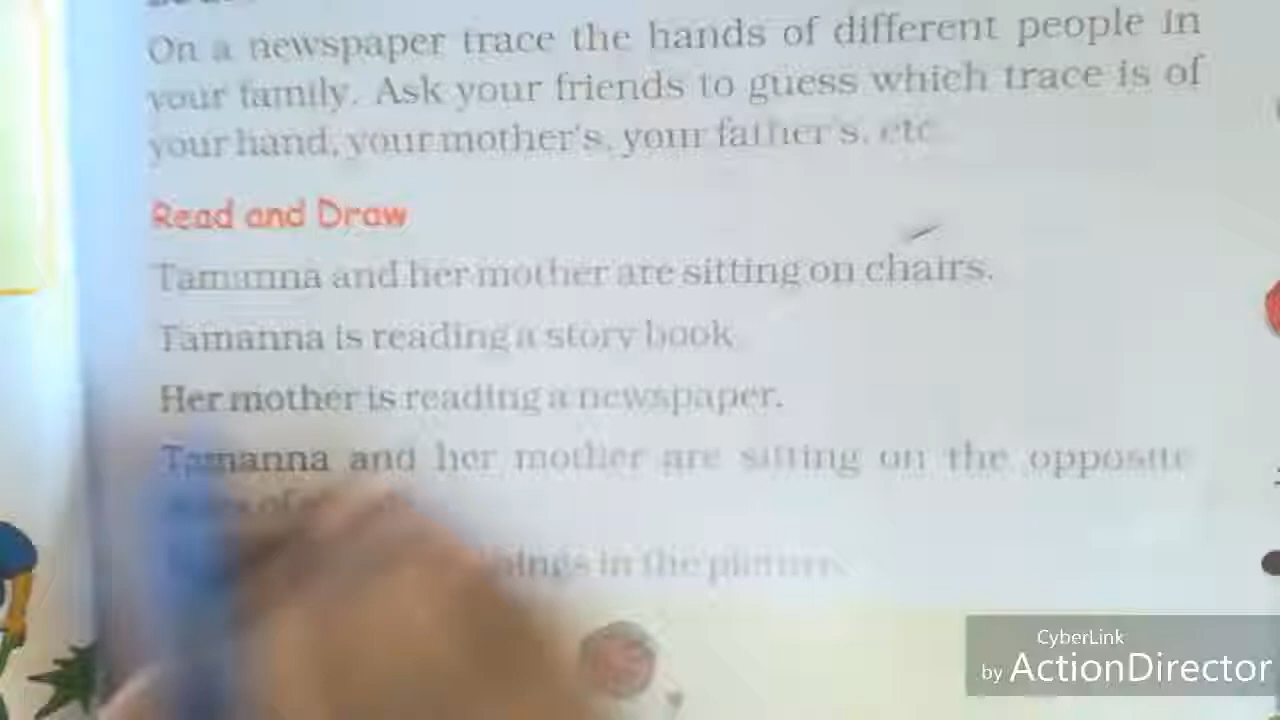 On a newspaper trace the hands of different people in
your family. Ask your friends to guess which trace is of
your hand, your mother's, your father's, etc.
Read and Draw
Tamanna and her mother are sitting on chairs.
Tamanna is reading a story book.
Her mother is reading a newspaper.
Tamanna and her mother are sitting on the opposite
of
in the picture.
CyberLink
by ActionDirector